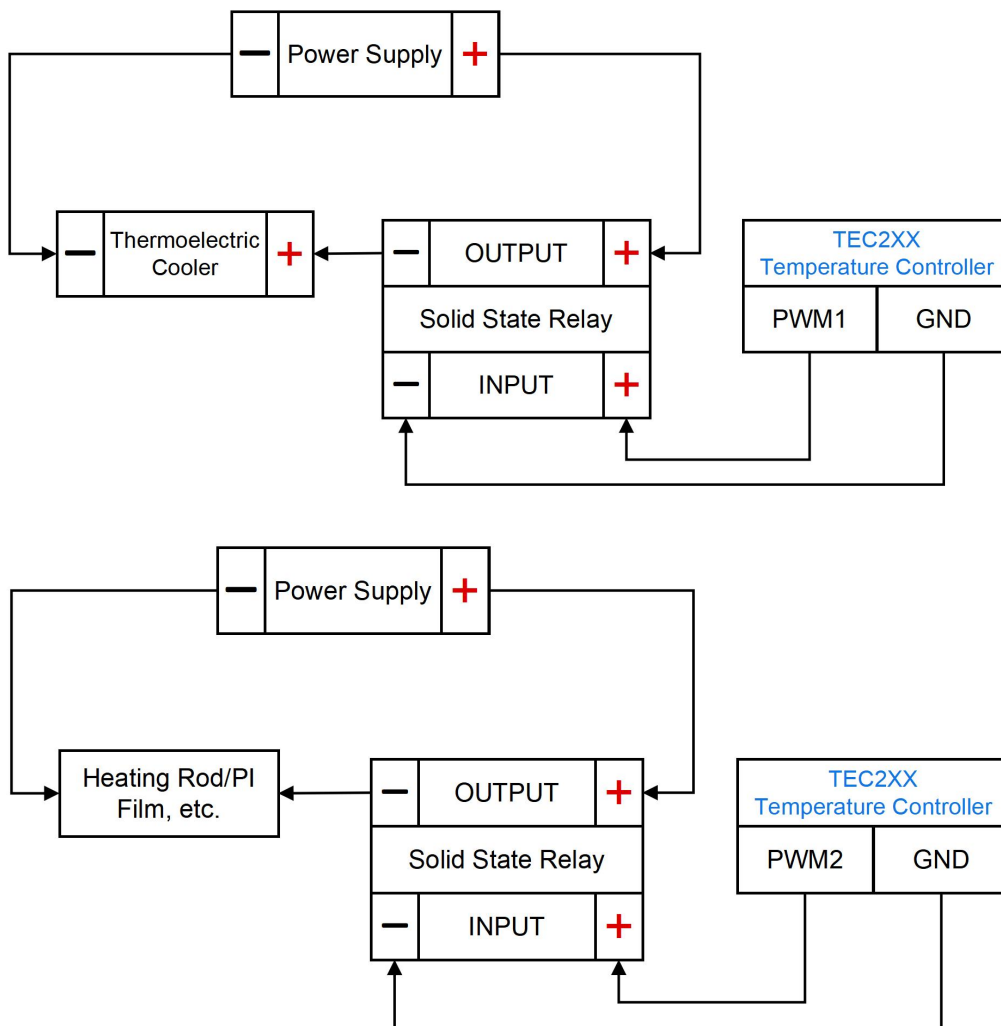 − Power Supply +
Thermoelectric
− Cooler +
− OUTPUT +
Solid State Relay
− INPUT +
TEC2XX
Temperature Controller
PWM1 GND
− Power Supply +
Heating Rod/PI
Film, etc.
− OUTPUT +
Solid State Relay
− INPUT +
TEC2XX
Temperature Controller
PWM2 GND